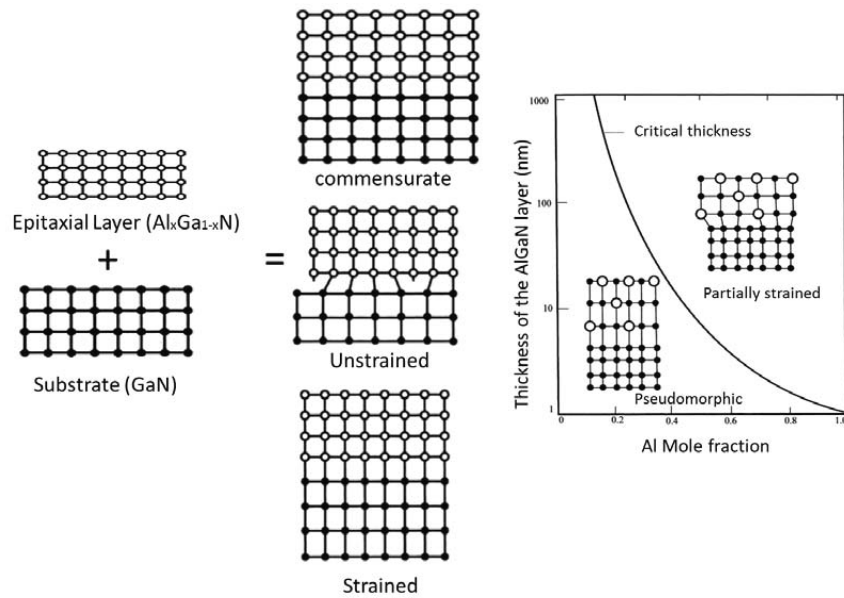 Epitaxial Layer (AlₓGa₁₋ₓN)
+
Substrate (GaN)
=
commensurate
Unstrained
Strained
Thickness of the AlGaN layer (nm)
1000
100
10
1
Critical thickness
Partially strained
Pseudomorphic
0
0.2
0.4
0.6
0.8
1.0
Al Mole fraction